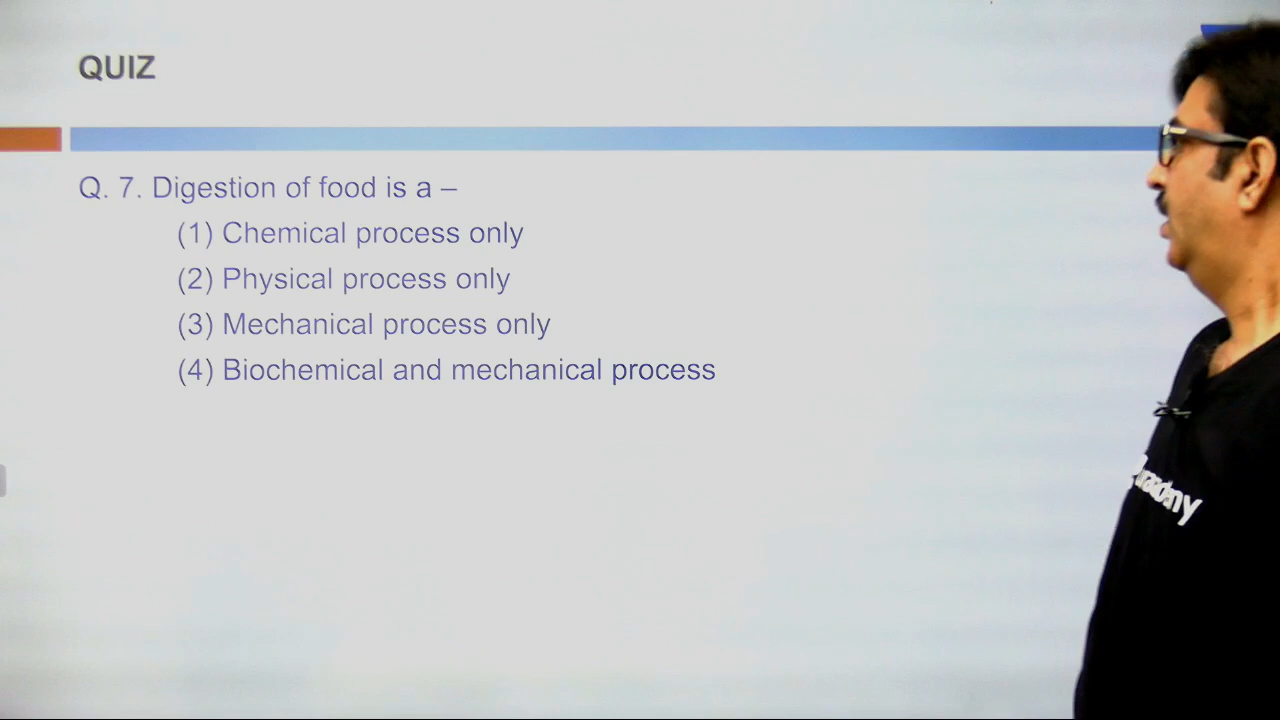 QUIZ
Q. 7. Digestion of food is a –
(1) Chemical process only
(2) Physical process only
(3) Mechanical process only
(4) Biochemical and mechanical process